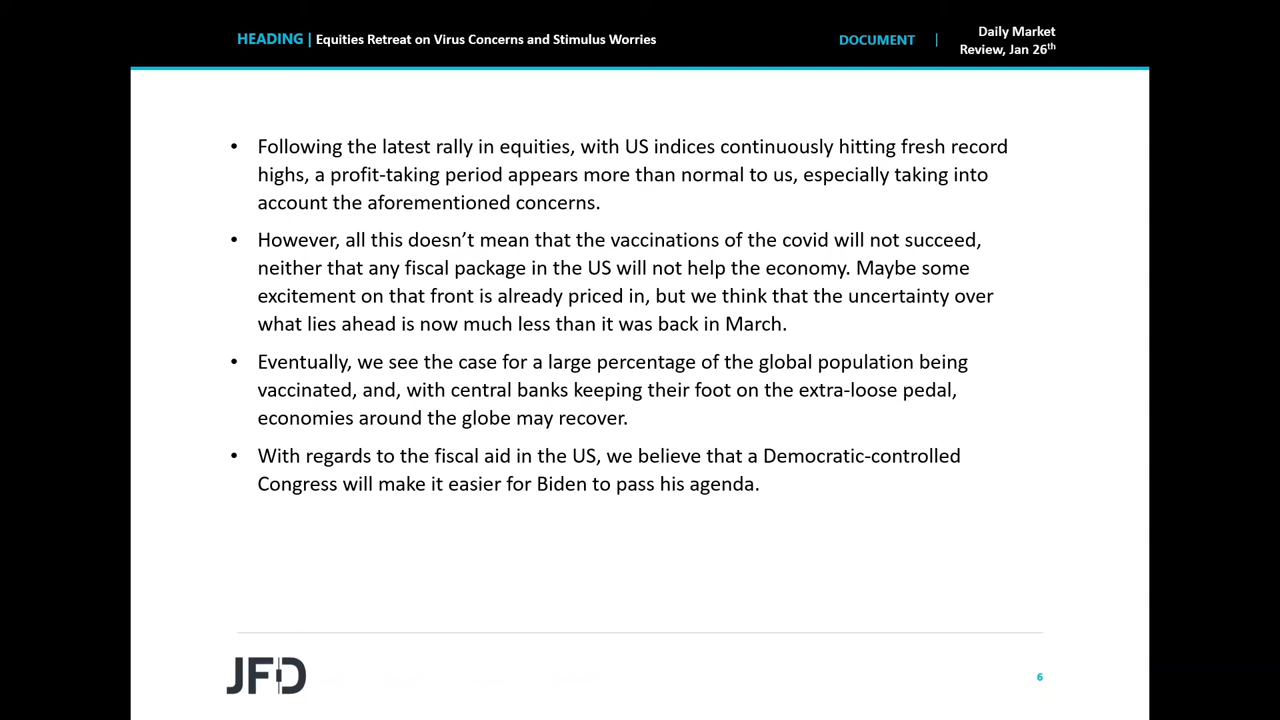 HEADING | Equities Retreat on Virus Concerns and Stimulus Worries
DOCUMENT |
Daily Market
Review, Jan 26th
• Following the latest rally in equities, with US indices continuously hitting fresh record
highs, a profit-taking period appears more than normal to us, especially taking into
account the aforementioned concerns.
• However, all this doesn’t mean that the vaccinations of the covid will not succeed,
neither that any fiscal package in the US will not help the economy. Maybe some
excitement on that front is already priced in, but we think that the uncertainty over
what lies ahead is now much less than it was back in March.
• Eventually, we see the case for a large percentage of the global population being
vaccinated, and, with central banks keeping their foot on the extra-loose pedal,
economies around the globe may recover.
• With regards to the fiscal aid in the US, we believe that a Democratic-controlled
Congress will make it easier for Biden to pass his agenda.
JFD
6